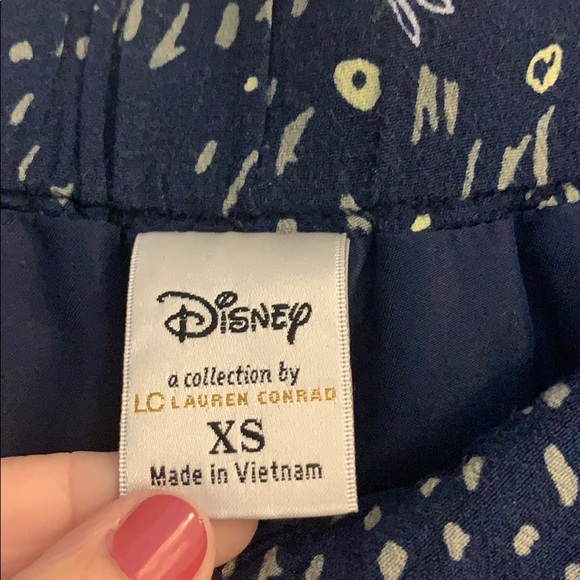 Disney
a collection by
LC LAUREN CONRAD
XS
Made in Vietnam